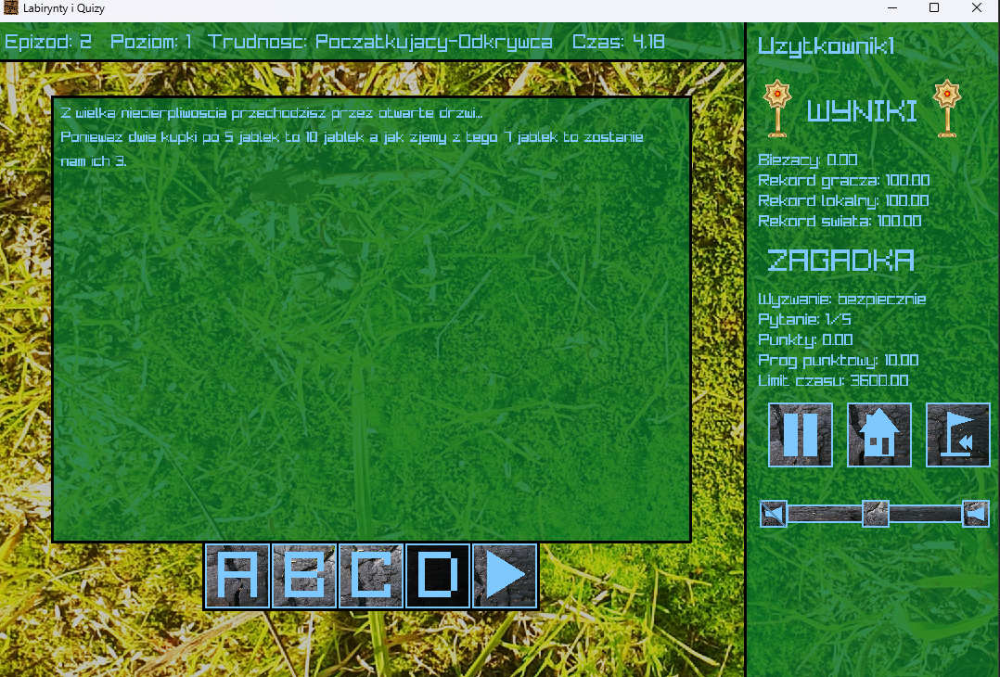 Labirynty i Quizy
Epizod: 2 Poziom: 1 Trudnosc: Poczatkujacy-Odkrywca Czas: 4.18
Z wielka niecierpliwoscia przechodzisz przez otwarte drzwi...
Poniewaz dwie kupki po 5 jablek to 10 jablek a jak zjemy z tego 7 jablek to zostanie
nam ich 3.
A B C D
Uzytkownik1
WYNIKI
Biezacy: 0.00
Rekord gracza: 100.00
Rekord lokalny: 100.00
Rekord swiata: 100.00
ZAGADKA
Wyzwanie: bezpiecznie
Pytanie: 1/5
Punkty: 0.00
Prog punktowy: 10.00
Limit czasu: 3600.00